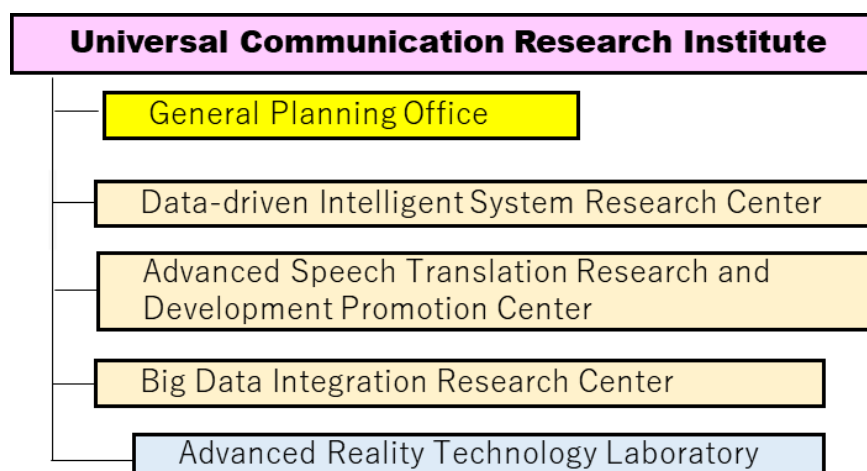 Universal Communication Research Institute
General Planning Office
Data-driven Intelligent System Research Center
Advanced Speech Translation Research and
Development Promotion Center
Big Data Integration Research Center
Advanced Reality Technology Laboratory